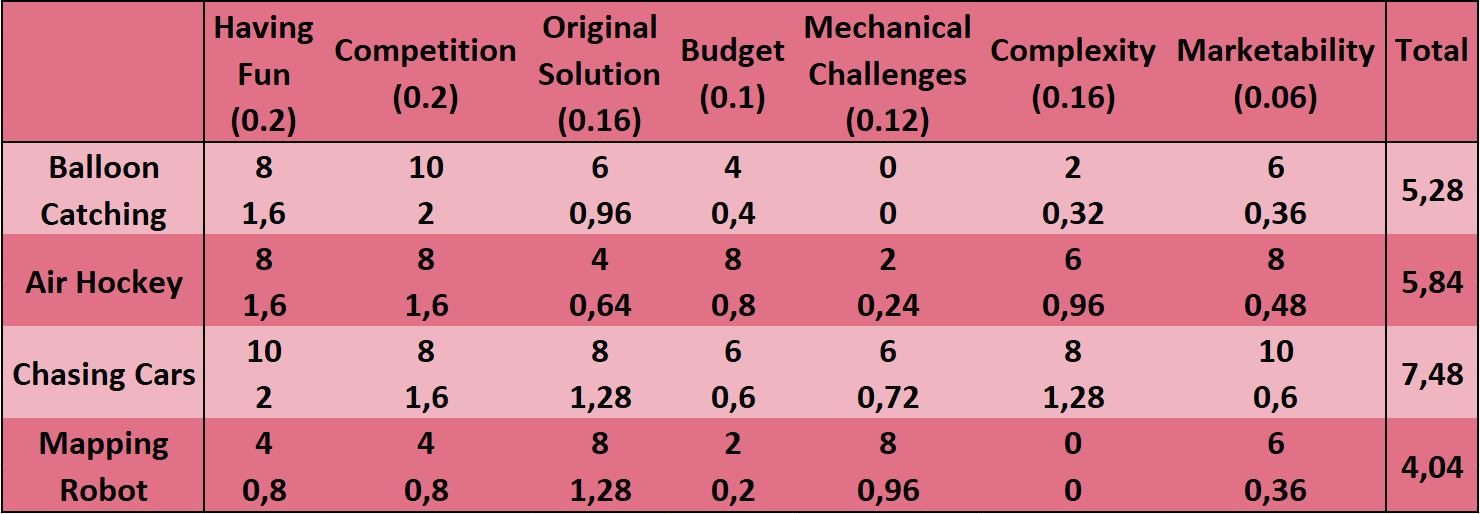 Having Fun (0.2) Competition (0.2) Original Solution (0.16) Budget (0.1) Mechanical Challenges (0.12) Complexity (0.16) Marketability (0.06) Total
Balloon Catching 8 10 6 4 0 2 6 5,28
1,6 2 0,96 0,4 0 0,32 0,36
Air Hockey 8 8 4 8 2 6 8 5,84
1,6 1,6 0,64 0,8 0,24 0,96 0,48
Chasing Cars 10 8 8 6 6 8 10 7,48
2 1,6 1,28 0,6 0,72 1,28 0,6
Mapping Robot 4 4 8 2 8 0 6 4,04
0,8 0,8 1,28 0,2 0,96 0 0,36